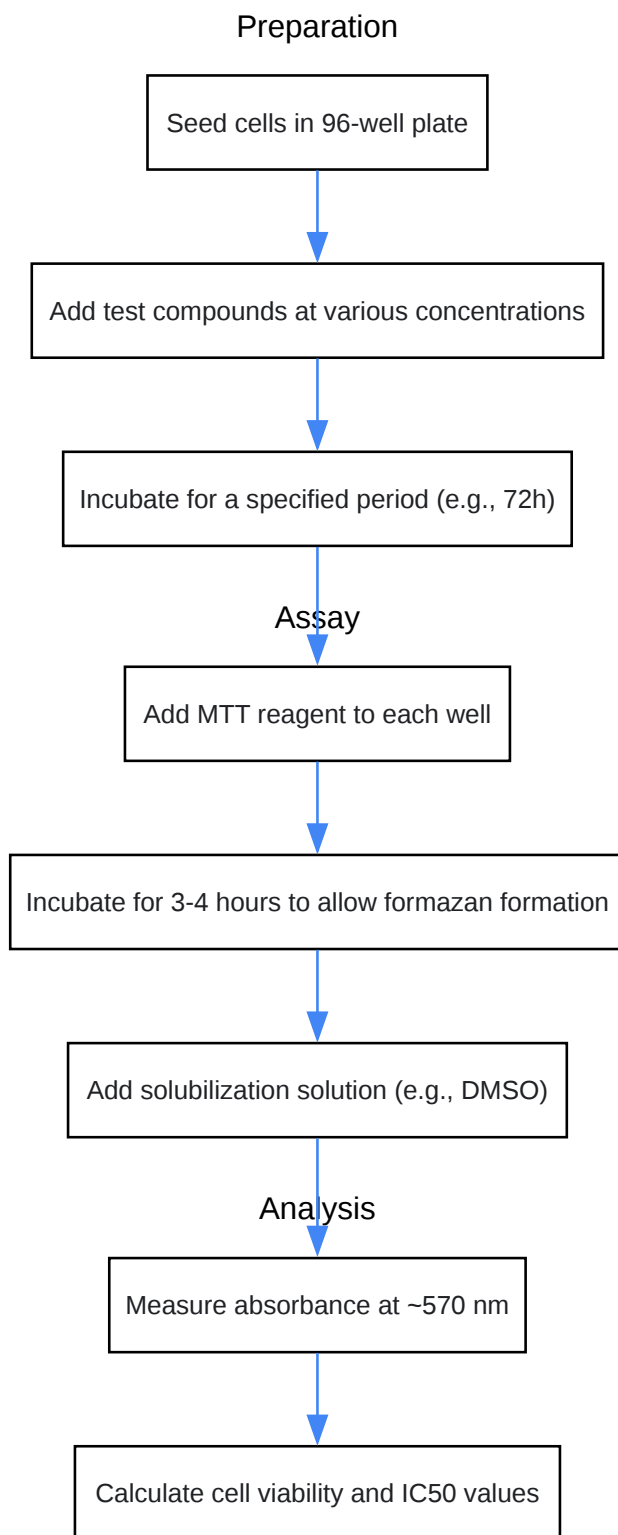 Preparation
Seed cells in 96-well plate
Add test compounds at various concentrations
Incubate for a specified period (e.g., 72h)
Assay
Add MTT reagent to each well
Incubate for 3-4 hours to allow formazan formation
Add solubilization solution (e.g., DMSO)
Analysis
Measure absorbance at ~570 nm
Calculate cell viability and IC50 values